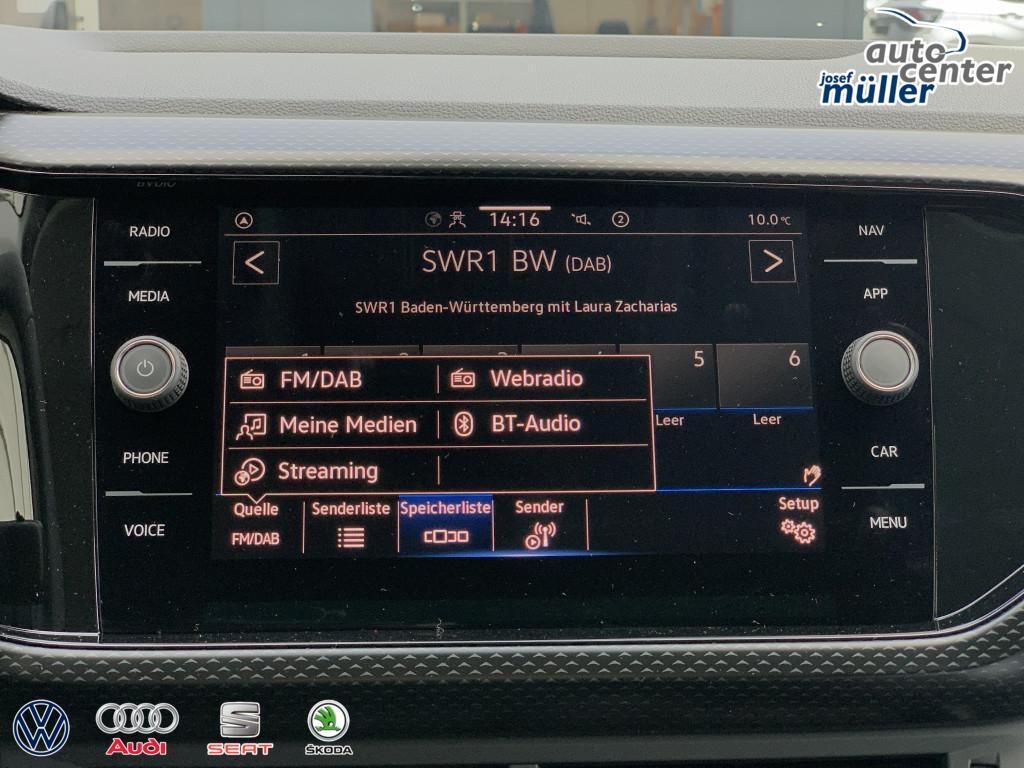 auto
josef center
müller
RADIO
MEDIA
PHONE
VOICE
14:16
2
10.0°C
SWR1 BW (DAB)
SWR1 Baden-Württemberg mit Laura Zacharias
5
6
Leer
Leer
FM/DAB
Webradio
Meine Medien
BT-Audio
Streaming
Quelle
FM/DAB
Senderliste
Speicherliste
Sender
Setup
NAV
APP
CAR
MENU
Audi
SEAT
ŠKODA